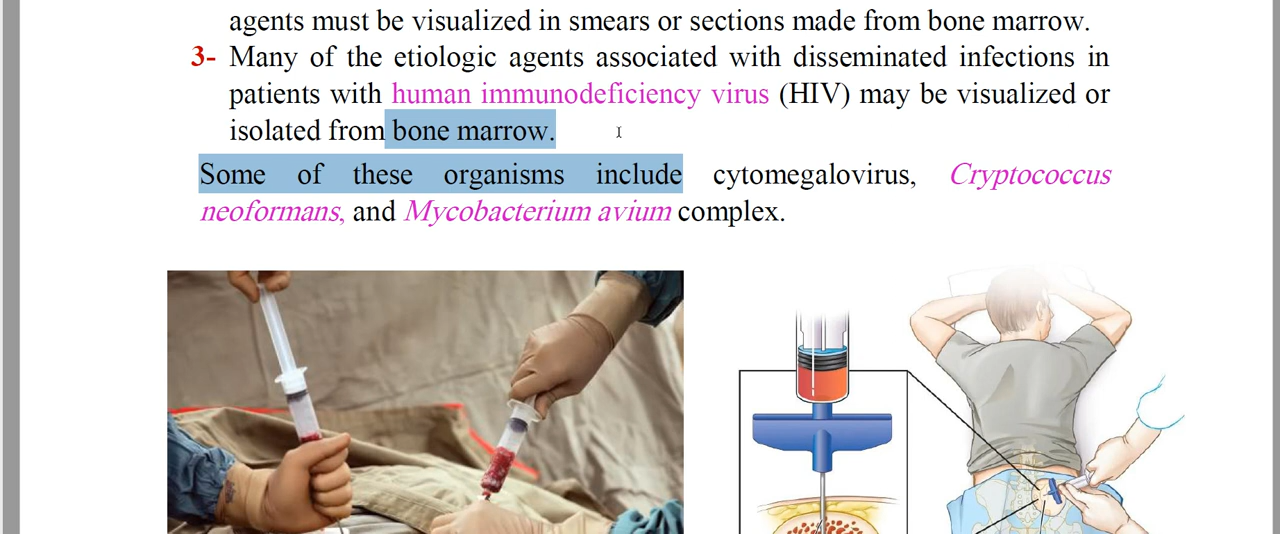 agents must be visualized in smears or sections made from bone marrow.
3- Many of the etiologic agents associated with disseminated infections in
patients with human immunodeficiency virus (HIV) may be visualized or
isolated from bone marrow.
Some of these organisms include cytomegalovirus, Cryptococcus
neoformans, and Mycobacterium avium complex.